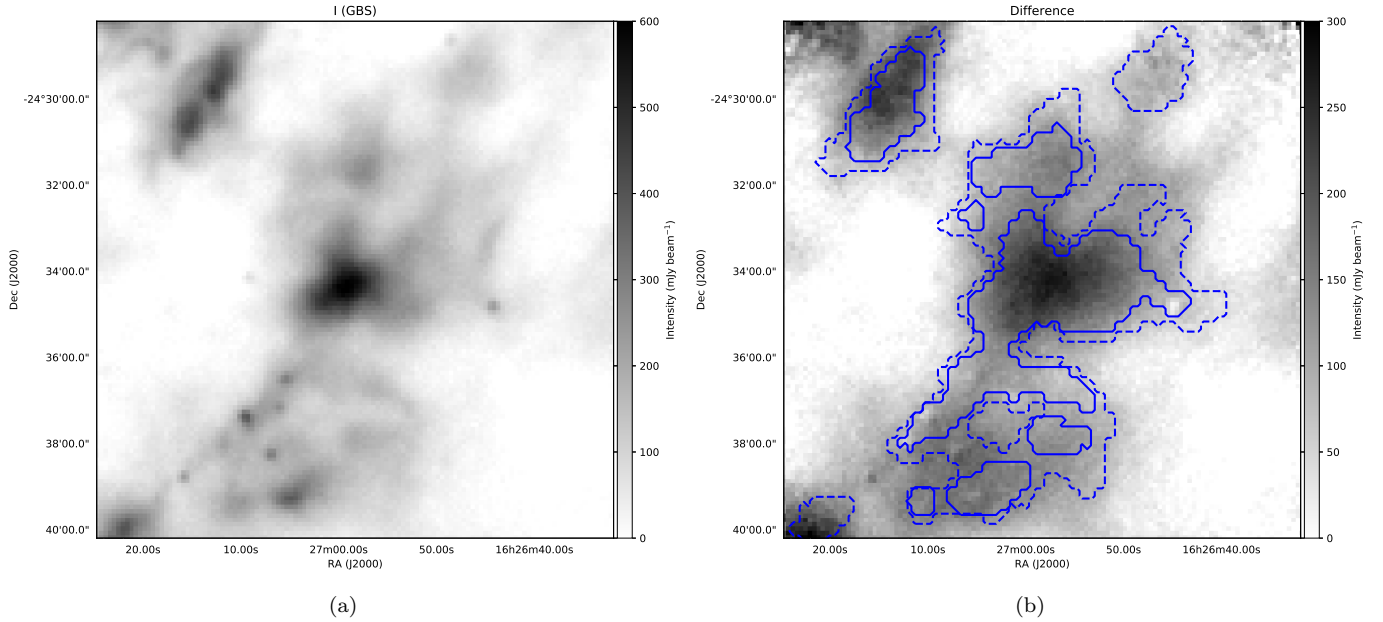 I (GBS)
600
500
400
300
200
100
0
Intensity (mJy beam⁻¹)
-24°30'00.0"
32'00.0"
34'00.0"
36'00.0"
38'00.0"
40'00.0"
Dec (J2000)
20.00s 10.00s 27m00.00s 50.00s 16h26m40.00s
RA (J2000)
(a)
Difference
300
250
200
150
100
50
0
Intensity (mJy beam⁻¹)
-24°30'00.0"
32'00.0"
34'00.0"
36'00.0"
38'00.0"
40'00.0"
Dec (J2000)
20.00s 10.00s 27m00.00s 50.00s 16h26m40.00s
RA (J2000)
(b)